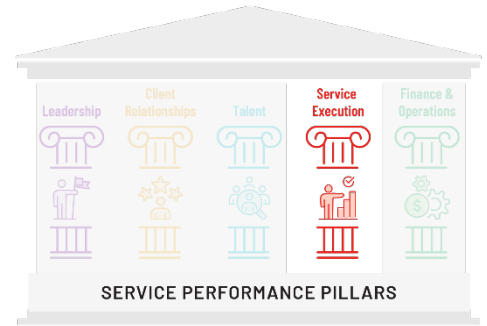 Leadership
Client
Relationships
Talent
Service
Execution
Finance &
Operations
$
SERVICE PERFORMANCE PILLARS